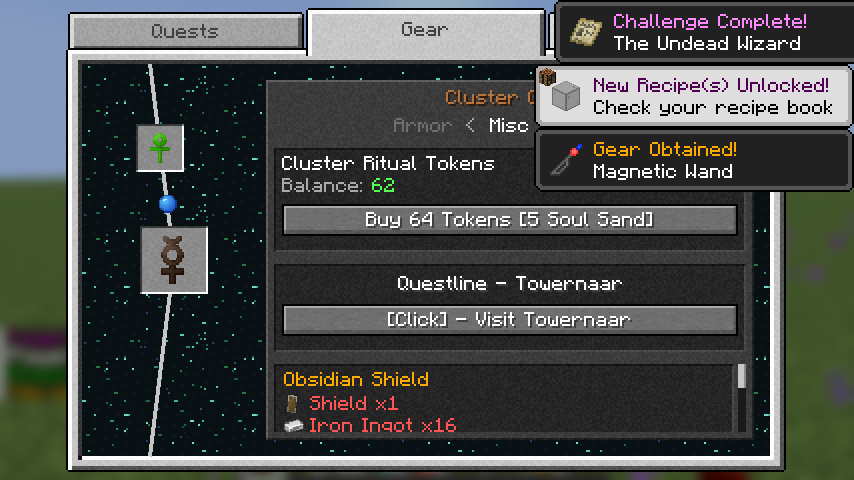 Quests
Gear
Challenge Complete!
The Undead Wizard
New Recipe(s) Unlocked!
Check your recipe book
Gear Obtained!
Magnetic Wand
Cluster
Armor < Misc
Cluster Ritual Tokens
Balance: 62
Buy 64 Tokens [5 Soul Sand]
Questline - Towernaar
[Click] - Visit Towernaar
Obsidian Shield
Shield x1
Iron Ingot x16